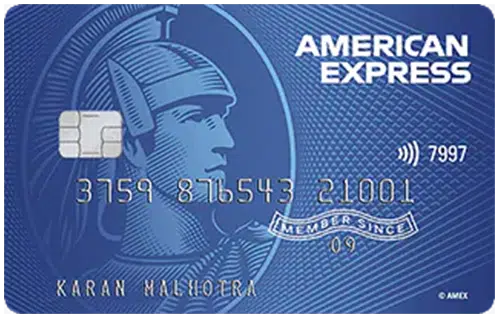 AMERICAN
EXPRESS
7997
3759 876543 21001
MEMBER SINCE
09
KARAN MALHOTRA
© AMEX